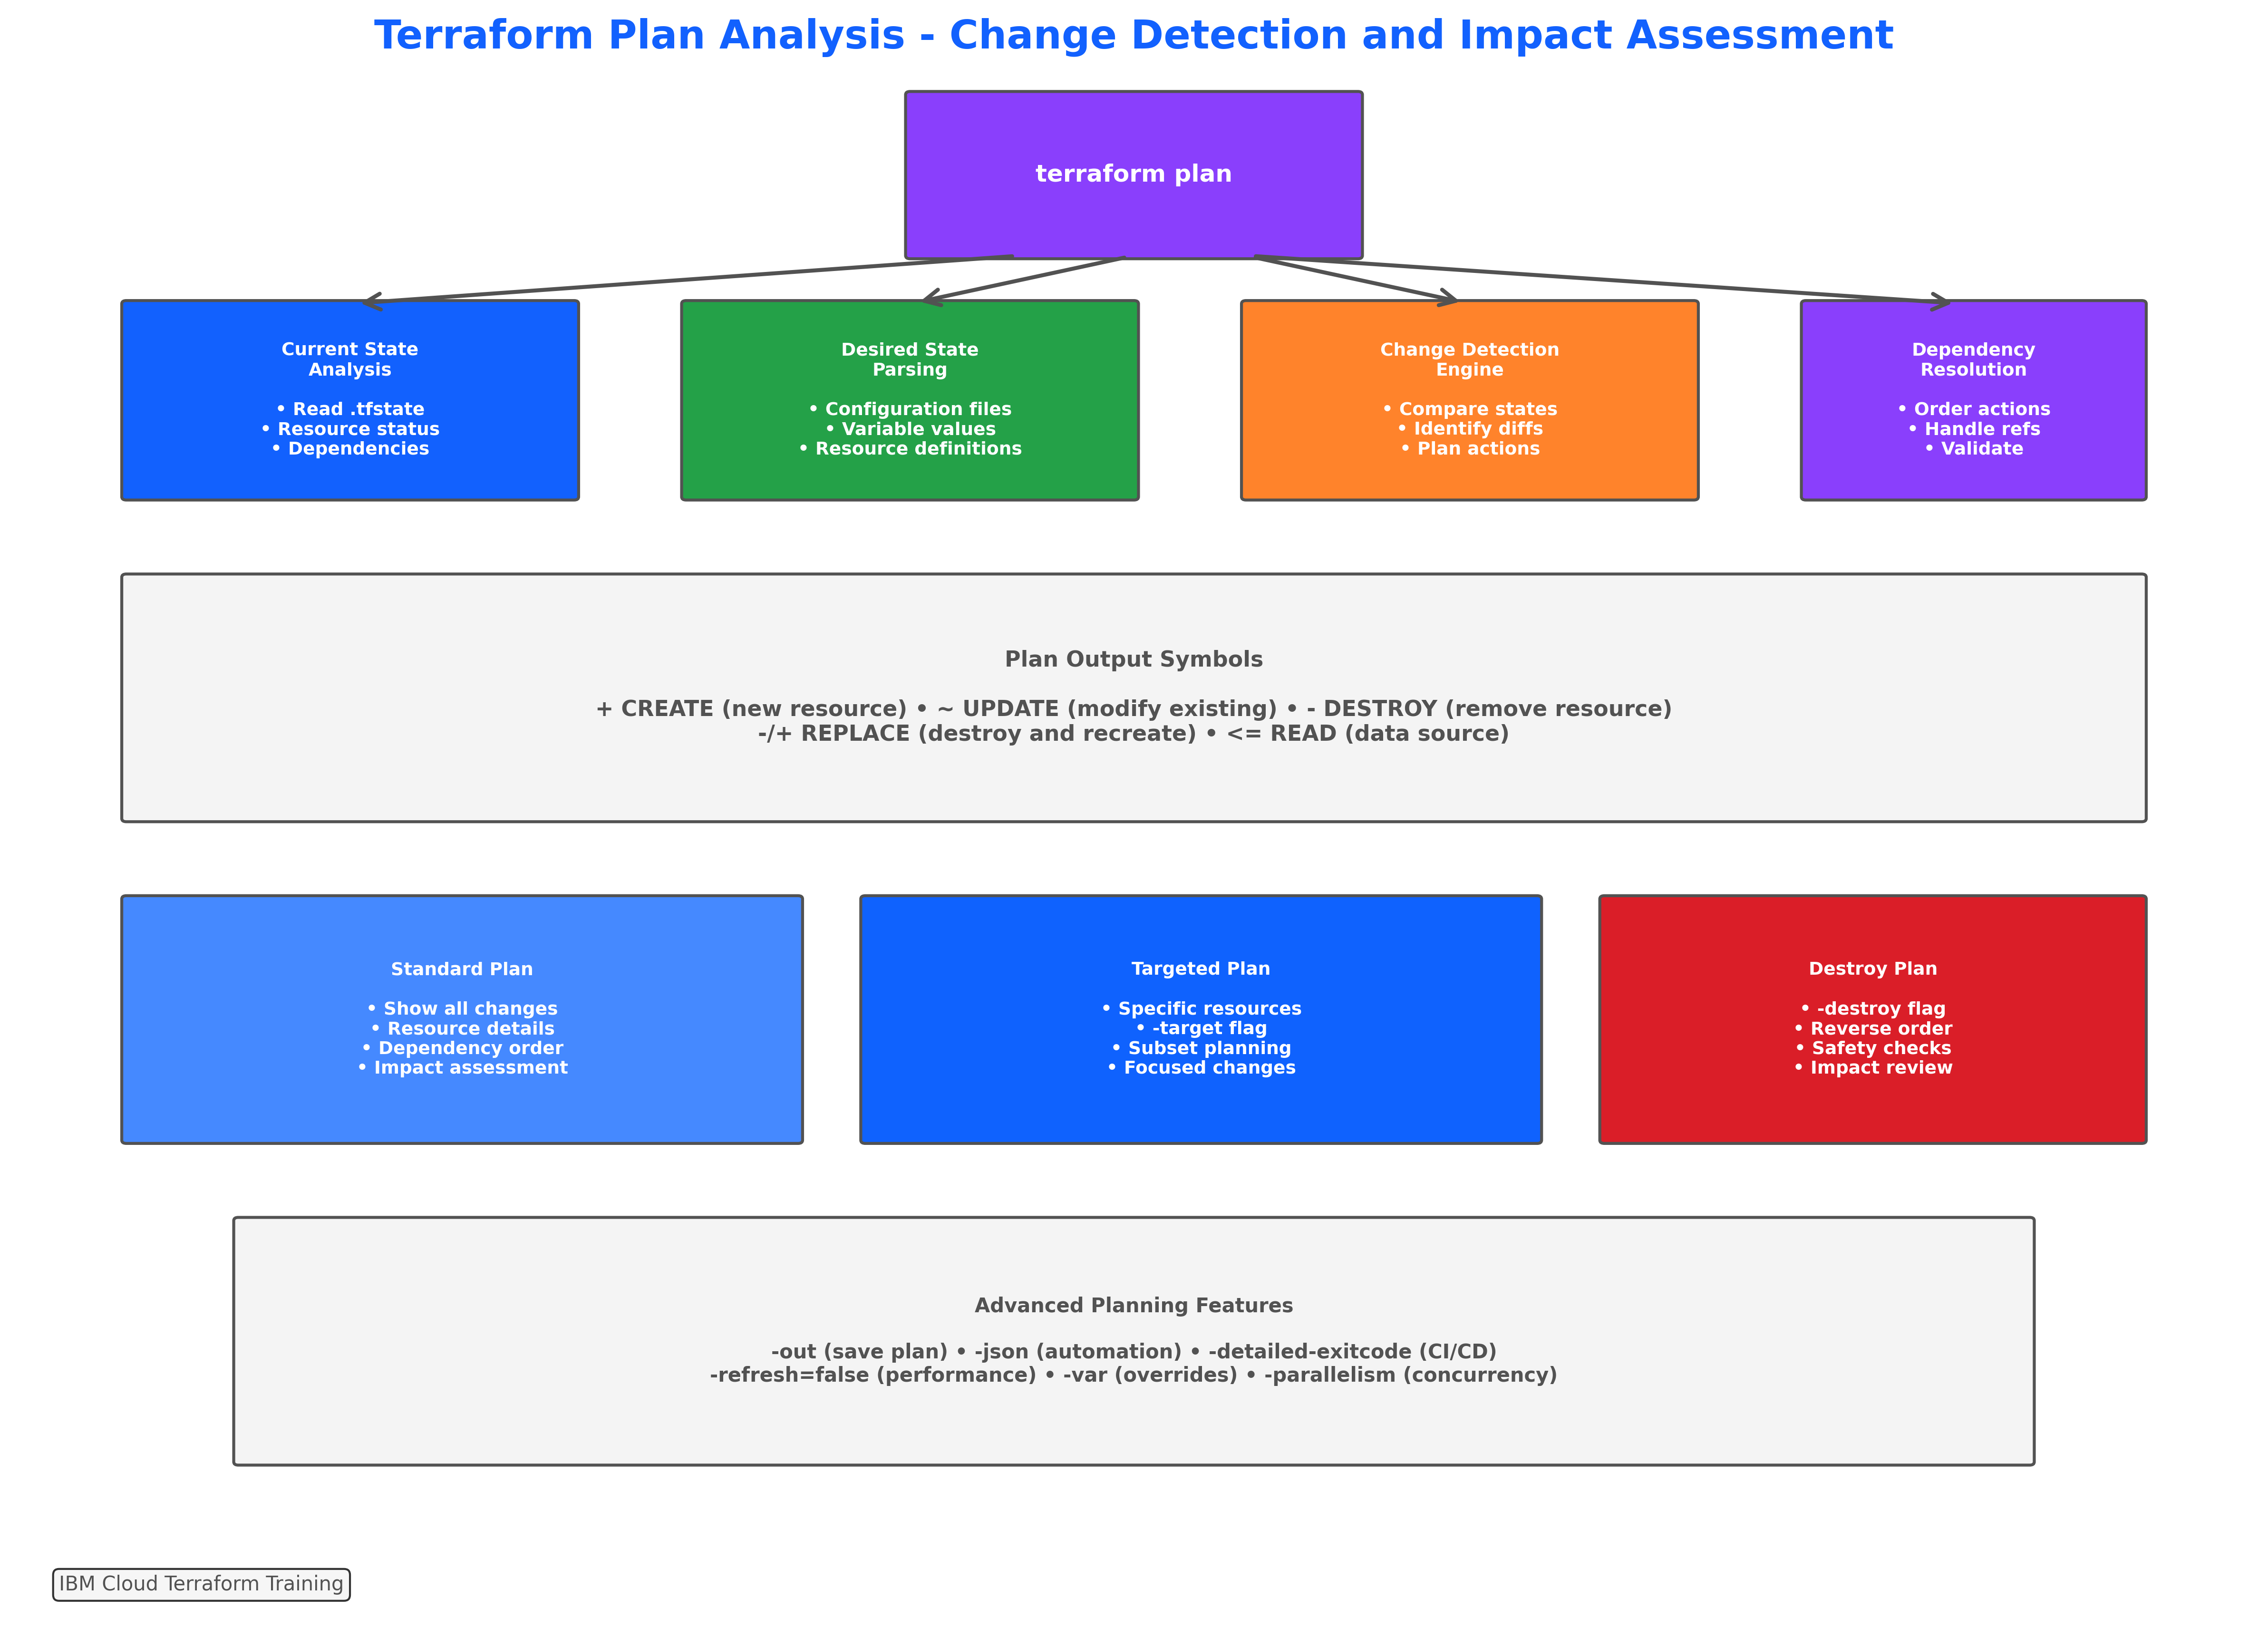 Terraform Plan Analysis - Change Detection and Impact Assessment
terraform plan
Current State
Analysis
• Read .tfstate
• Resource status
• Dependencies
Desired State
Parsing
• Configuration files
• Variable values
• Resource definitions
Change Detection
Engine
• Compare states
• Identify diffs
• Plan actions
Dependency
Resolution
• Order actions
• Handle refs
• Validate
Plan Output Symbols
+ CREATE (new resource) • ~ UPDATE (modify existing) • - DESTROY (remove resource)
-/+ REPLACE (destroy and recreate) • <= READ (data source)
Standard Plan
• Show all changes
• Resource details
• Dependency order
• Impact assessment
Targeted Plan
• Specific resources
• -target flag
• Subset planning
• Focused changes
Destroy Plan
• -destroy flag
• Reverse order
• Safety checks
• Impact review
Advanced Planning Features
-out (save plan) • -json (automation) • -detailed-exitcode (CI/CD)
-refresh=false (performance) • -var (overrides) • -parallelism (concurrency)
IBM Cloud Terraform Training